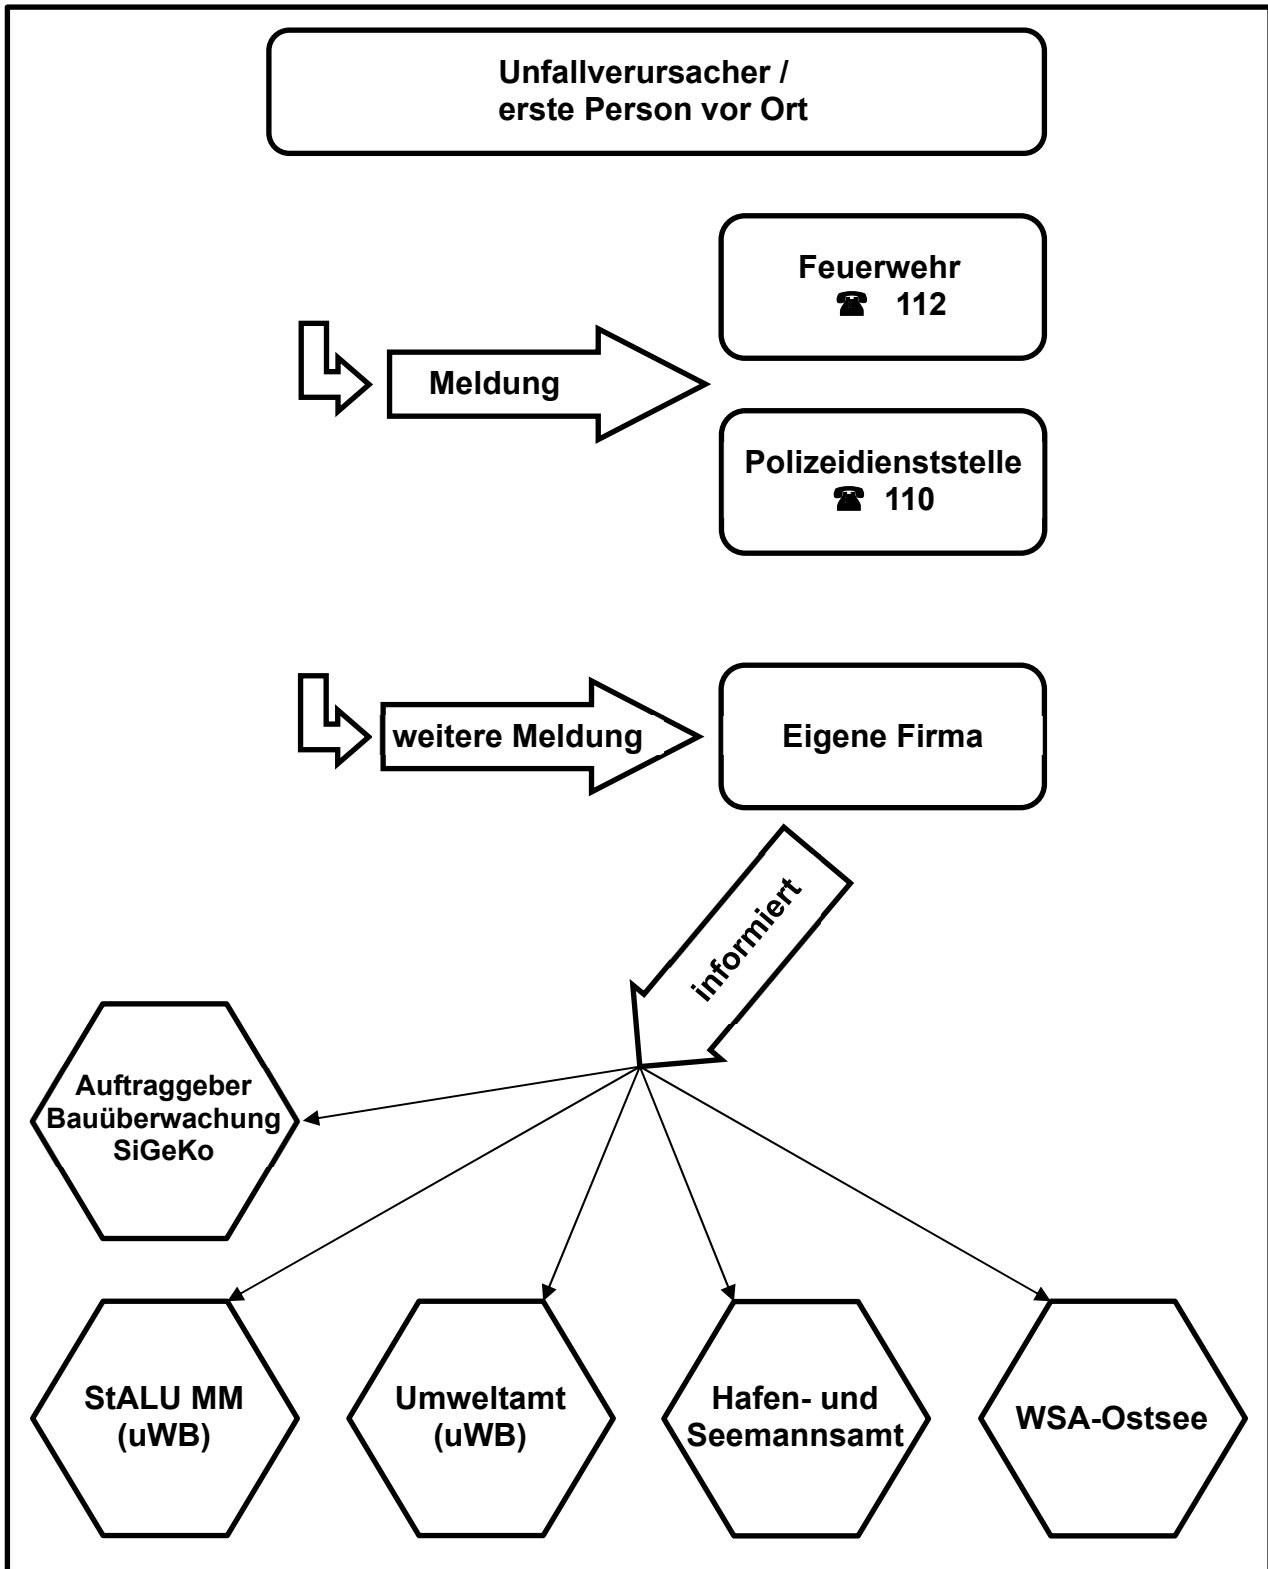 Unfallverursacher /
erste Person vor Ort
Feuerwehr
☎ 112
Meldung
Polizeidienststelle
☎ 110
weitere Meldung
Eigene Firma
informiert
Auftraggeber
Bauüberwachung
SiGeKo
StALU MM
(uWB)
Umweltamt
(uWB)
Hafen- und
Seemannsamt
WSA-Ostsee